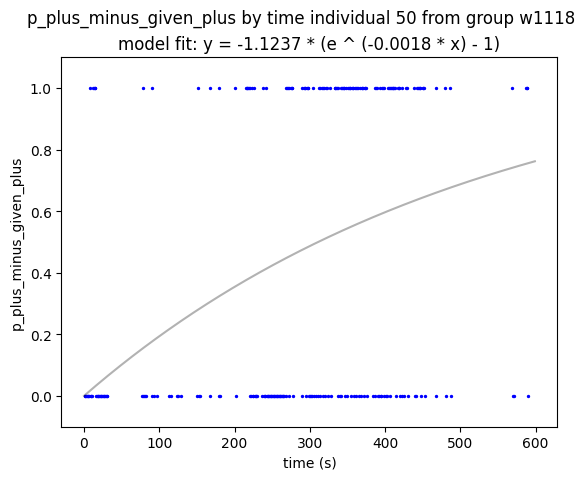 p_plus_minus_given_plus by time individual 50 from group w1118
model fit: y = -1.1237 * (e ^ (-0.0018 * x) - 1)
1.0
0.8
0.6
0.4
0.2
0.0
p_plus_minus_given_plus
0 100 200 300 400 500 600
time (s)